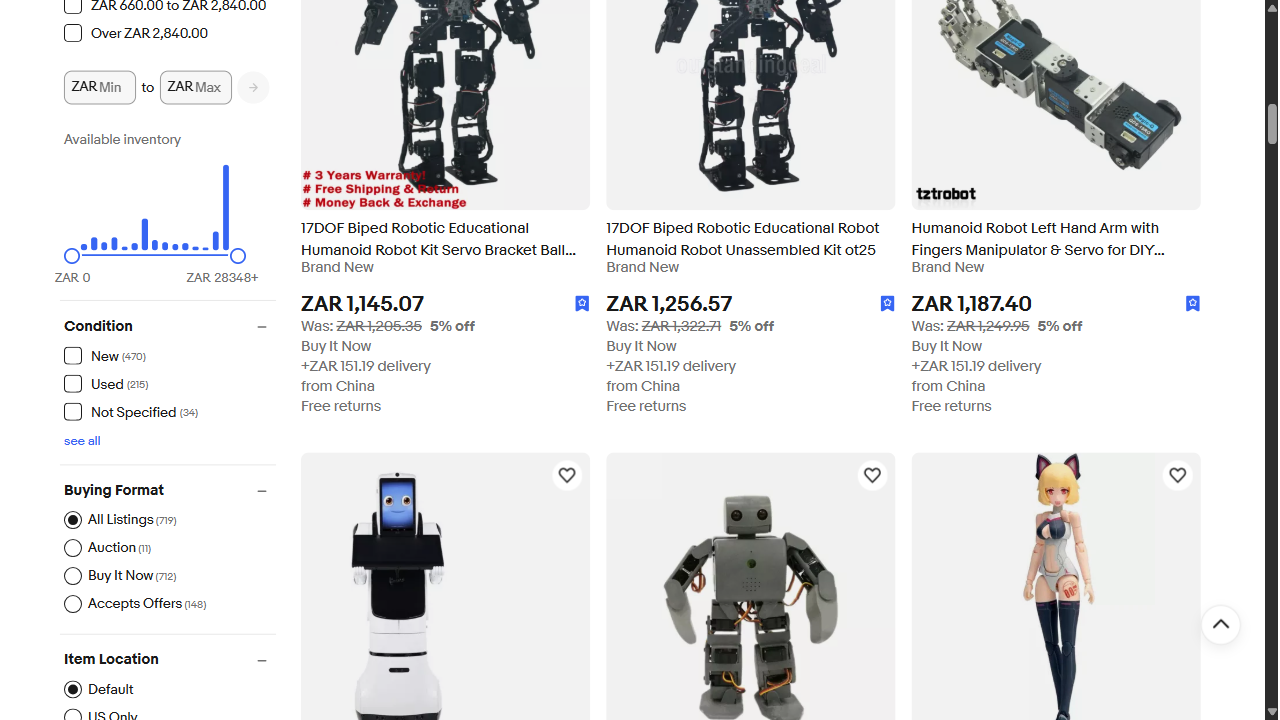 ZAR 660.00 to ZAR 2,840.00
Over ZAR 2,840.00
ZAR Min to ZAR Max
Available inventory
ZAR 0 ZAR 28348+
Condition
New (470)
Used (215)
Not Specified (34)
see all
Buying Format
All Listings (719)
Auction (11)
Buy It Now (712)
Accepts Offers (148)
Item Location
Default
US Only
# 3 Years Warranty!
# Free Shipping & Return
# Money Back & Exchange
17DOF Biped Robotic Educational
Humanoid Robot Kit Servo Bracket Ball...
Brand New
ZAR 1,145.07
Was: ZAR 1,205.35 5% off
Buy It Now
+ZAR 151.19 delivery
from China
Free returns
outstandingdeal
17DOF Biped Robotic Educational Robot
Humanoid Robot Unassembled Kit ot25
Brand New
ZAR 1,256.57
Was: ZAR 1,322.71 5% off
Buy It Now
+ZAR 151.19 delivery
from China
Free returns
tztrobot
Humanoid Robot Left Hand Arm with
Fingers Manipulator & Servo for DIY...
Brand New
ZAR 1,187.40
Was: ZAR 1,249.95 5% off
Buy It Now
+ZAR 151.19 delivery
from China
Free returns